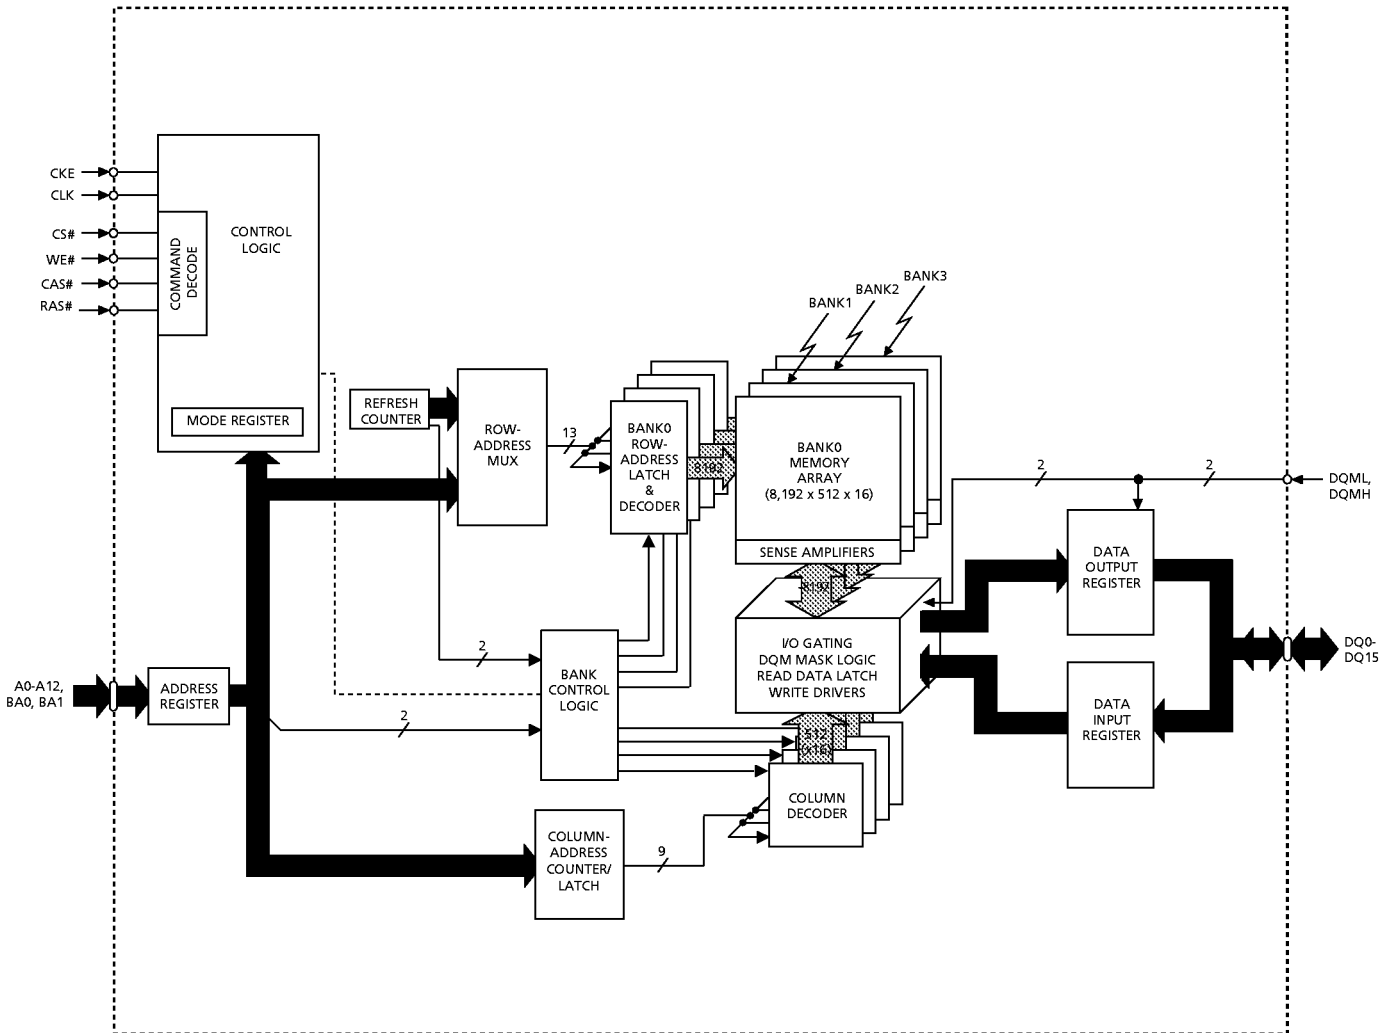 CKE
CLK
CS#
WE#
CAS#
RAS#
CONTROL
LOGIC
COMMAND
DECODE
MODE REGISTER
REFRESH
COUNTER
ROW-
ADDRESS
MUX
13
BANK0
ROW-
ADDRESS
LATCH
&
DECODER
8192
BANK1
BANK2
BANK3
BANK0
MEMORY
ARRAY
(8,192 x 512 x 16)
SENSE AMPLIFIERS
8192
I/O GATING
DQM MASK LOGIC
READ DATA LATCH
WRITE DRIVERS
2
2
DQML,
DQMH
DATA
OUTPUT
REGISTER
DATA
INPUT
REGISTER
DQ0-
DQ15
A0-A12,
BA0, BA1
ADDRESS
REGISTER
2
2
BANK
CONTROL
LOGIC
512
(x16)
COLUMN
DECODER
COLUMN-
ADDRESS
COUNTER/
LATCH
9